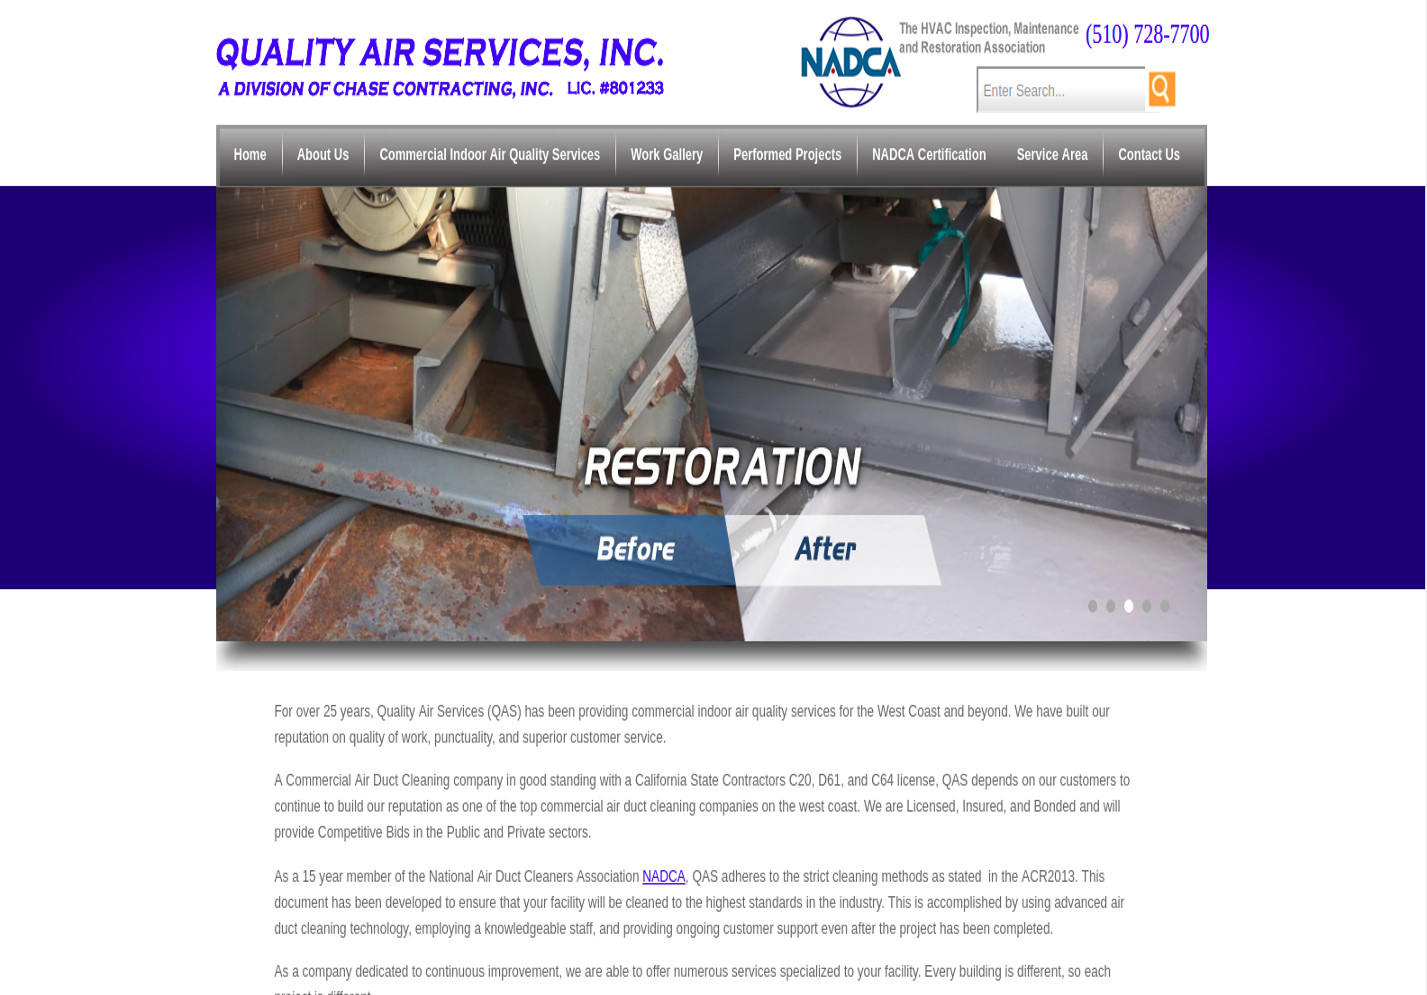 QUALITY AIR SERVICES, INC.
A DIVISION OF CHASE CONTRACTING, INC. LIC. #801233
NADCA
The HVAC Inspection, Maintenance
and Restoration Association
(510) 728-7700
Enter Search...
Home
About Us
Commercial Indoor Air Quality Services
Work Gallery
Performed Projects
NADCA Certification
Service Area
Contact Us
RESTORATION
Before
After
For over 25 years, Quality Air Services (QAS) has been providing commercial indoor air quality services for the West Coast and beyond. We have built our
reputation on quality of work, punctuality, and superior customer service.
A Commercial Air Duct Cleaning company in good standing with a California State Contractors C20, D61, and C64 license, QAS depends on our customers to
continue to build our reputation as one of the top commercial air duct cleaning companies on the west coast. We are Licensed, Insured, and Bonded and will
provide Competitive Bids in the Public and Private sectors.
As a 15 year member of the National Air Duct Cleaners Association NADCA, QAS adheres to the strict cleaning methods as stated  in the ACR2013. This
document has been developed to ensure that your facility will be cleaned to the highest standards in the industry. This is accomplished by using advanced air
duct cleaning technology, employing a knowledgeable staff, and providing ongoing customer support even after the project has been completed.
As a company dedicated to continuous improvement, we are able to offer numerous services specialized to your facility. Every building is different, so each